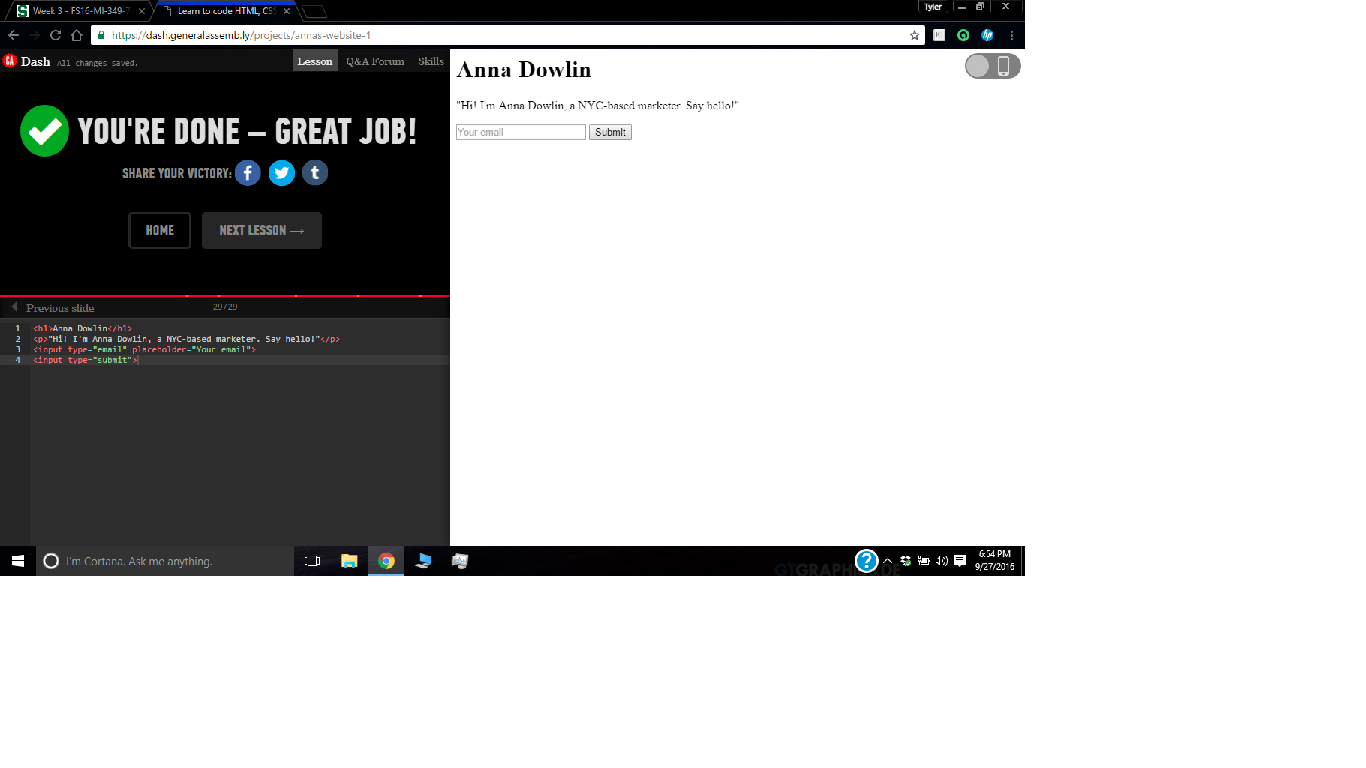 Week 3 - FS16-MI-349-7
Learn to code HTML, CSS
Tyler
https://dash.generalassemb.ly/projects/annas-website-1
GA Dash All changes saved.
Lesson Q&A Forum Skills
YOU'RE DONE — GREAT JOB!
SHARE YOUR VICTORY:
HOME
NEXT LESSON →
Previous slide
29/29
1 <h1>Anna Dowlin</h1>
2 <p>"Hi! I'm Anna Dowlin, a NYC-based marketer. Say hello!"</p>
3 <input type="email" placeholder="Your email">
4 <input type="submit">
Anna Dowlin
"Hi! I'm Anna Dowlin, a NYC-based marketer. Say hello!"
Your email
Submit
I'm Cortana. Ask me anything.
6:54 PM
9/27/2016